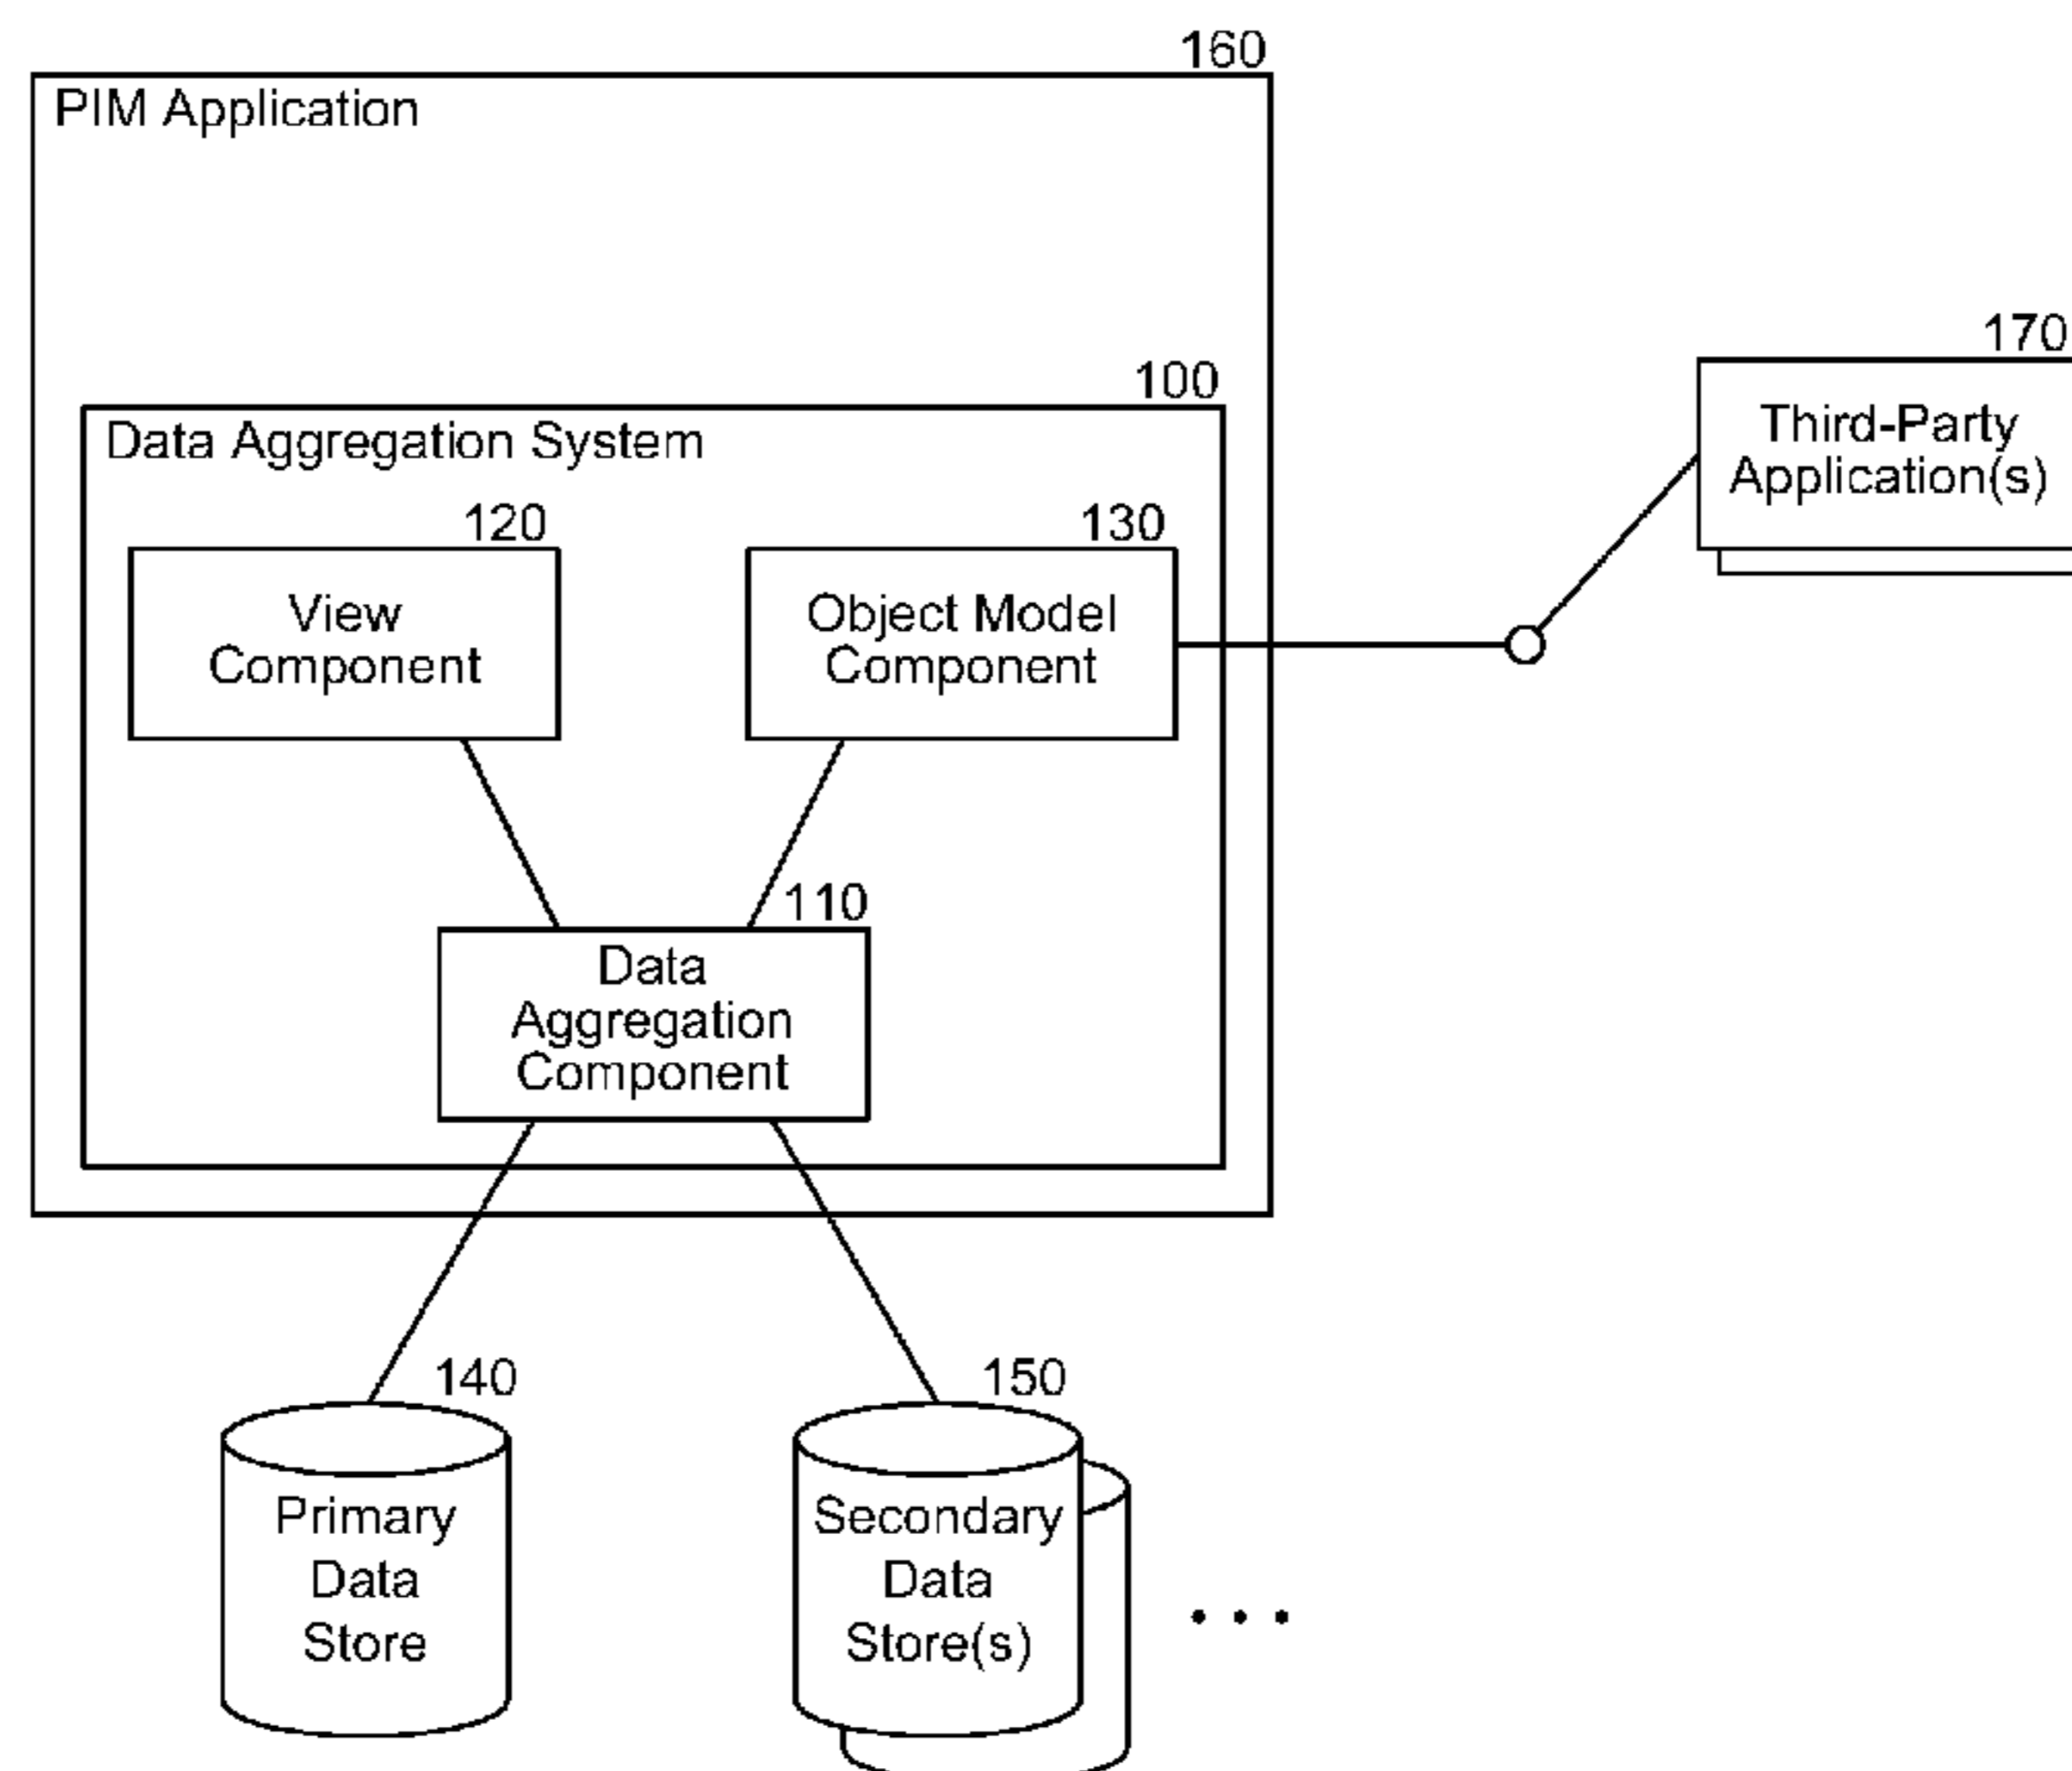 160
PIM Application
170
Third-Party
Application(s)
100
Data Aggregation System
120
130
View
Component
Object Model
Component
110
Data
Aggregation
Component
140
150
Primary
Data
Store
Secondary
Data
Store(s)
. . .